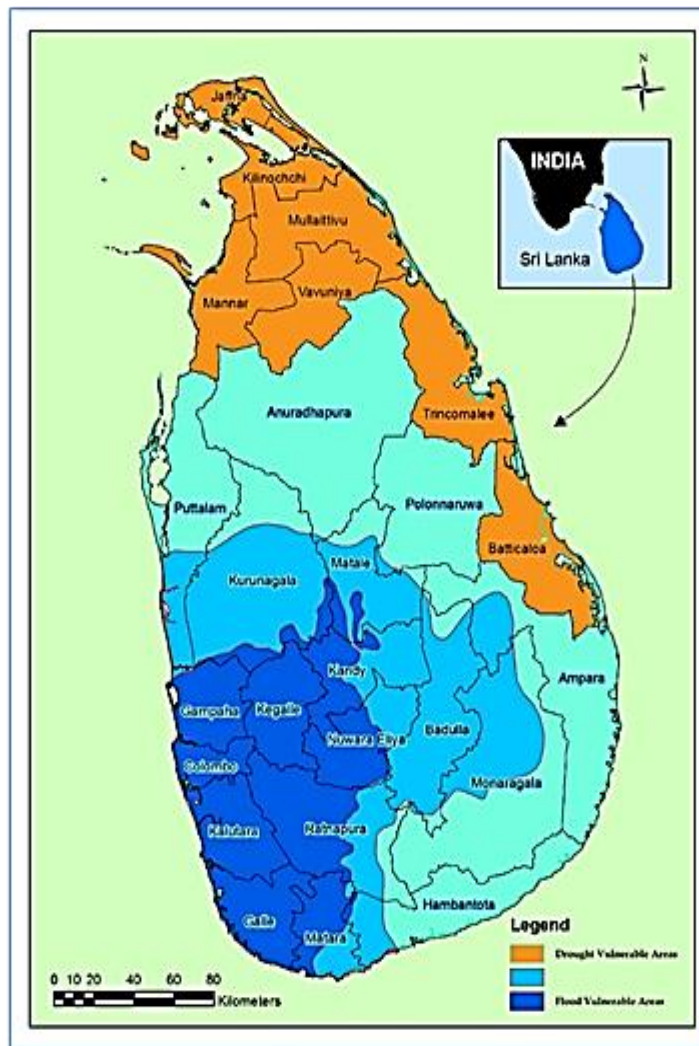 N
INDIA
Sri Lanka
Jaffna
Kilinochchi
Mullaittivu
Mannar
Vavuniya
Anuradhapura
Trincomalee
Puttalam
Polonnaruwa
Batticaloa
Kurunagala
Matale
Kandy
Ampara
Gampaha
Kegalle
Nuwara Eliya
Badulla
Colombo
Monaragala
Kalutara
Ratnapura
Hambantota
Galle
Matara
Legend
Drought Vulnerable Areas
Flood Vulnerable Areas
0 10 20 40 60 80
Kilometers